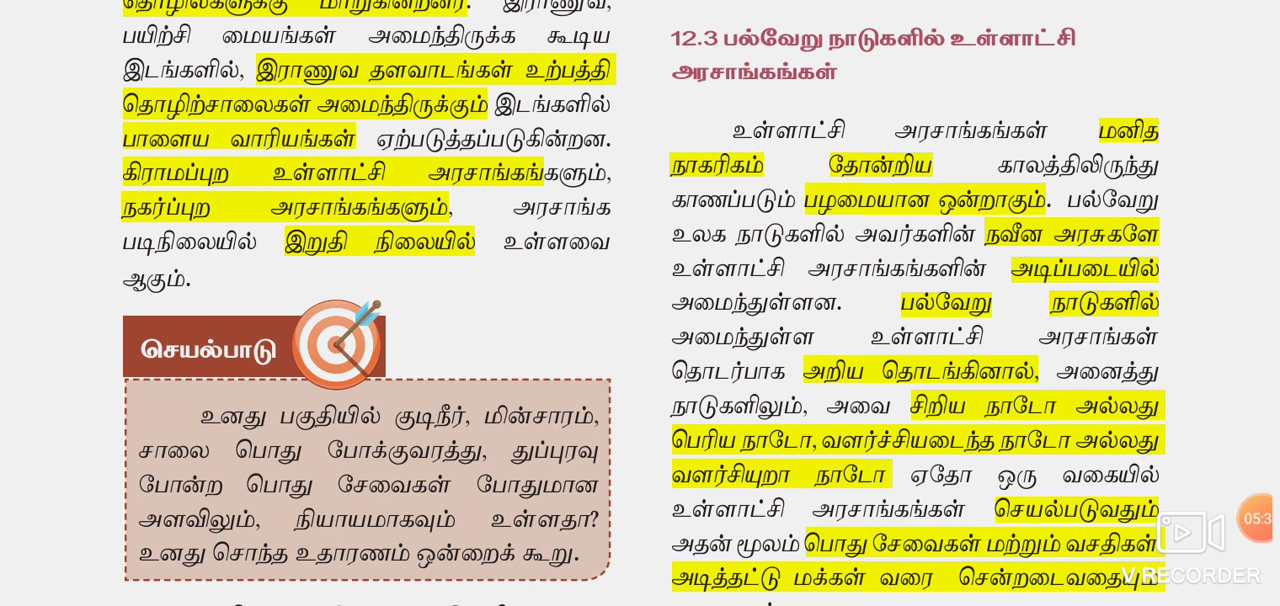 தொழில்களுக்கு மாறுகின்றனர். இராணுவ,
பயிற்சி மையங்கள் அமைந்திருக்க கூடிய
இடங்களில், இராணுவ தளவாடங்கள் உற்பத்தி
தொழிற்சாலைகள் அமைந்திருக்கும் இடங்களில்
பாளைய வாரியங்கள் ஏற்படுத்தப்படுகின்றன.
கிராமப்புற உள்ளாட்சி அரசாங்கங்களும்,
நகர்ப்புற அரசாங்கங்களும், அரசாங்க
படிநிலையில் இறுதி நிலையில் உள்ளவை
ஆகும்.
செயல்பாடு
உனது பகுதியில் குடிநீர், மின்சாரம்,
சாலை பொது போக்குவரத்து, துப்புரவு
போன்ற பொது சேவைகள் போதுமான
அளவிலும், நியாயமாகவும் உள்ளதா?
உனது சொந்த உதாரணம் ஒன்றைக் கூறு.
12.3 பல்வேறு நாடுகளில் உள்ளாட்சி
அரசாங்கங்கள்
உள்ளாட்சி அரசாங்கங்கள் மனித
நாகரிகம் தோன்றிய காலத்திலிருந்து
காணப்படும் பழமையான ஒன்றாகும். பல்வேறு
உலக நாடுகளில் அவர்களின் நவீன அரசுகளே
உள்ளாட்சி அரசாங்கங்களின் அடிப்படையில்
அமைந்துள்ளன. பல்வேறு நாடுகளில்
அமைந்துள்ள உள்ளாட்சி அரசாங்கள்
தொடர்பாக அறிய தொடங்கினால், அனைத்து
நாடுகளிலும், அவை சிறிய நாடோ அல்லது
பெரிய நாடோ, வளர்ச்சியடைந்த நாடோ அல்லது
வளர்சியுறா நாடோ ஏதோ ஒரு வகையில்
உள்ளாட்சி அரசாங்கங்கள் செயல்படுவதும்
அதன் மூலம் பொது சேவைகள் மற்றும் வசதிகள்
அடித்தட்டு மக்கள் வரை சென்றடைவதையும்
05:3
V RECORDER